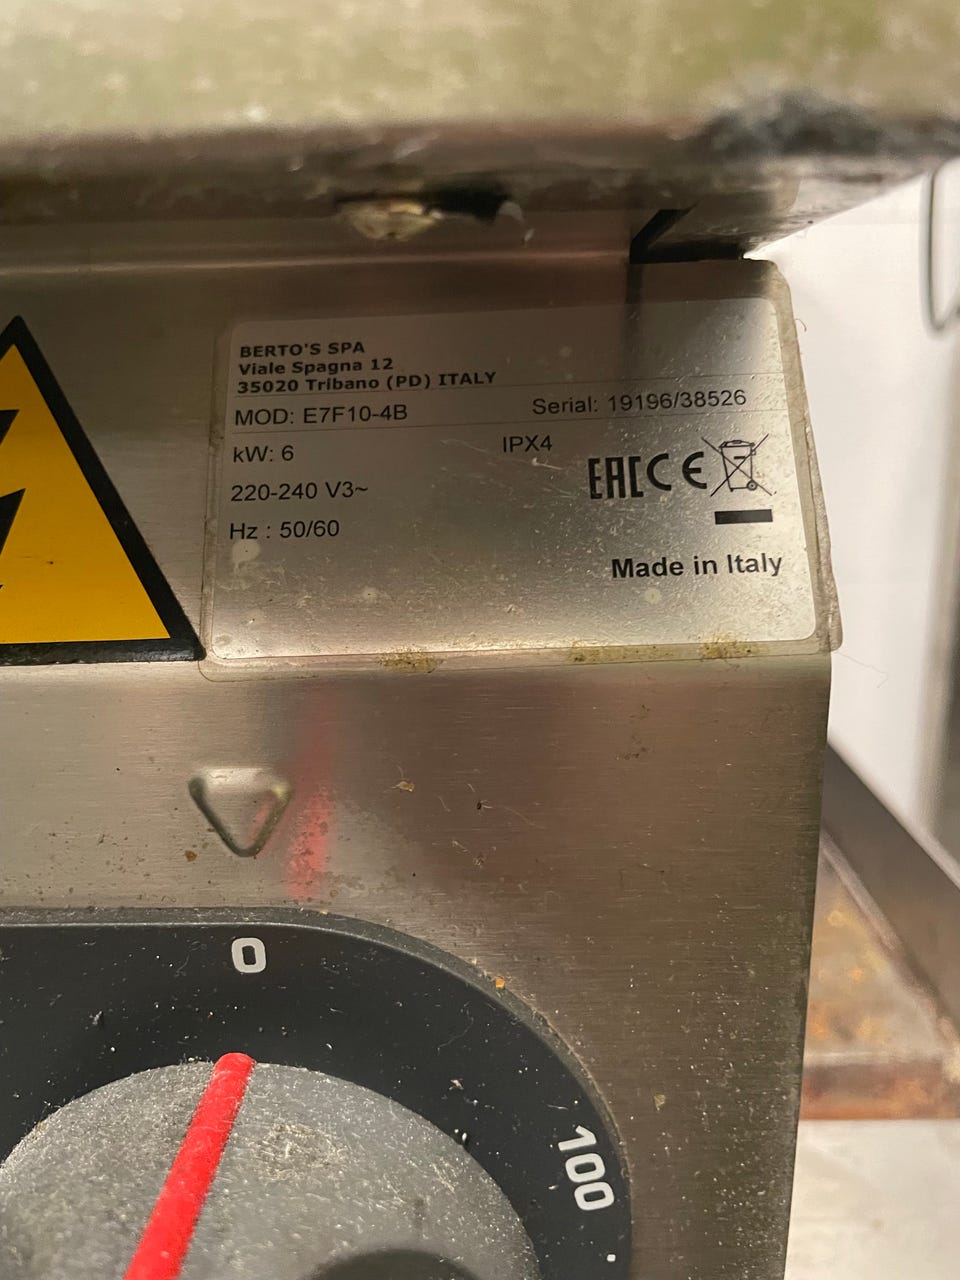 BERTO'S SPA
Viale Spagna 12
35020 Tribano (PD) ITALY
MOD: E7F10-4B Serial: 19196/38526
kW: 6 IPX4
220-240 V3~ EAC CE
Hz : 50/60
Made in Italy
0
100